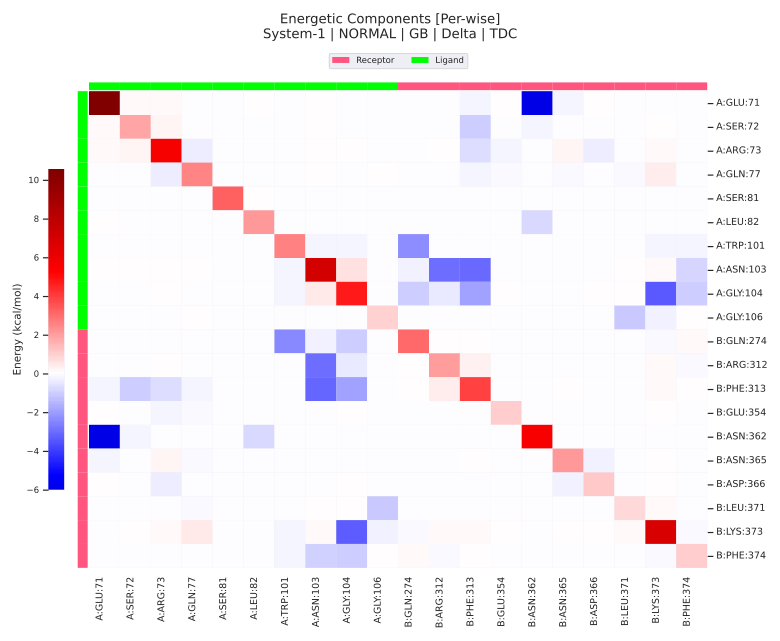 Energetic Components [Per-wise]
System-1 | NORMAL | GB | Delta | TDC
Receptor
Ligand
A:GLU:71
A:SER:72
A:ARG:73
A:GLN:77
A:SER:81
A:LEU:82
A:TRP:101
A:ASN:103
A:GLY:104
A:GLY:106
B:GLN:274
B:ARG:312
B:PHE:313
B:GLU:354
B:ASN:362
B:ASN:365
B:ASP:366
B:LEU:371
B:LYS:373
B:PHE:374
10
8
6
4
2
0
−2
−4
−6
Energy (kcal/mol)
A:GLU:71
A:SER:72
A:ARG:73
A:GLN:77
A:SER:81
A:LEU:82
A:TRP:101
A:ASN:103
A:GLY:104
A:GLY:106
B:GLN:274
B:ARG:312
B:PHE:313
B:GLU:354
B:ASN:362
B:ASN:365
B:ASP:366
B:LEU:371
B:LYS:373
B:PHE:374